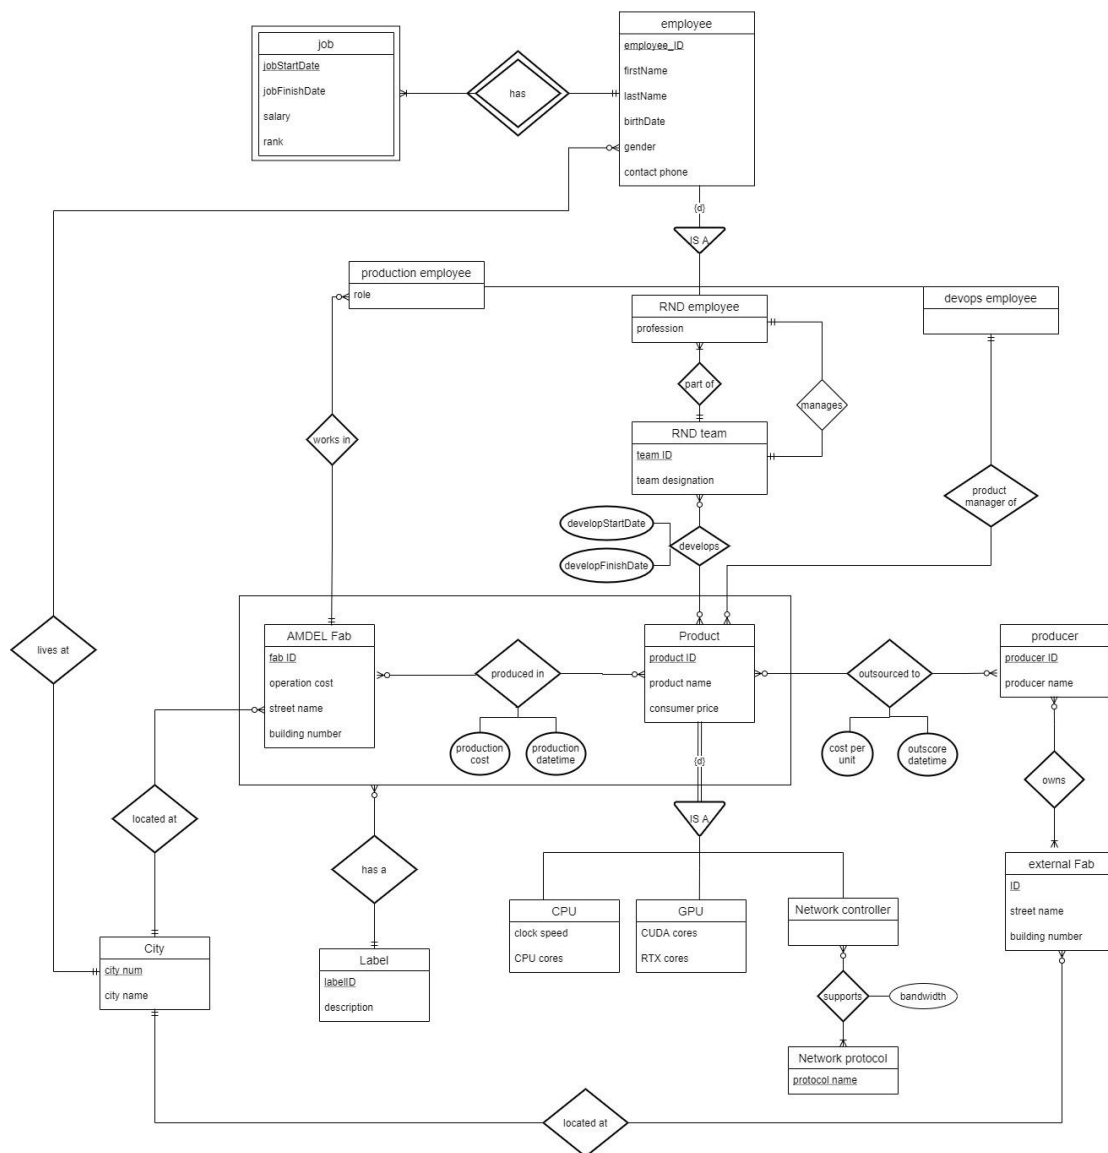 employee
employee_ID
firstName
lastName
birthDate
gender
contact phone
job
jobStartDate
jobFinishDate
salary
rank
has
{d}
IS A
production employee
role
RND employee
profession
devops employee
part of
manages
works in
RND team
team ID
team designation
product
manager of
developStartDate
develops
developFinishDate
AMDEL Fab
fab ID
operation cost
street name
building number
produced in
production
cost
production
datetime
Product
product ID
product name
consumer price
outsourced to
cost per
unit
outscore
datetime
producer
producer ID
producer name
lives at
{d}
IS A
owns
located at
has a
external Fab
ID
street name
building number
CPU
clock speed
CPU cores
GPU
CUDA cores
RTX cores
Network controller
City
city num
city name
Label
labelID
description
supports
bandwidth
Network protocol
protocol name
located at